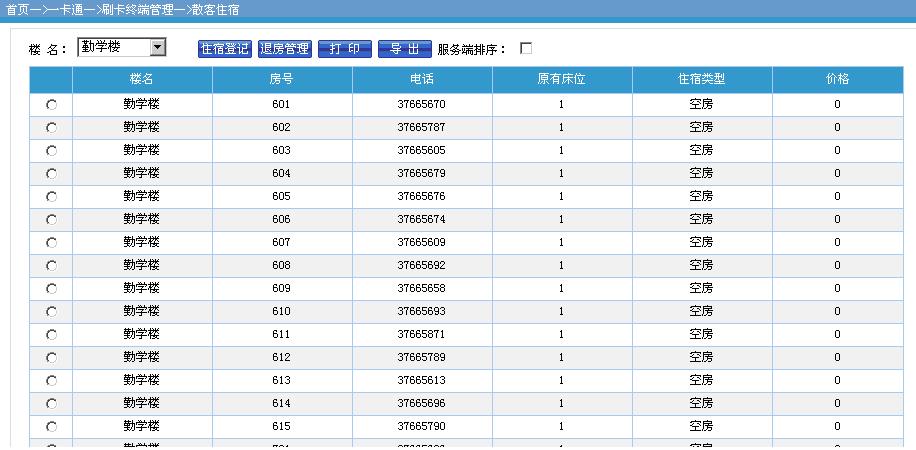 首页—>一卡通—>刷卡终端管理—>散客住宿
楼 名： 勤学楼 住宿登记 退房管理 打 印 导 出 服务端排序：
楼名 房号 电话 原有床位 住宿类型 价格
勤学楼 601 37665670 1 空房 0
勤学楼 602 37665787 1 空房 0
勤学楼 603 37665605 1 空房 0
勤学楼 604 37665679 1 空房 0
勤学楼 605 37665676 1 空房 0
勤学楼 606 37665674 1 空房 0
勤学楼 607 37665609 1 空房 0
勤学楼 608 37665692 1 空房 0
勤学楼 609 37665658 1 空房 0
勤学楼 610 37665693 1 空房 0
勤学楼 611 37665871 1 空房 0
勤学楼 612 37665789 1 空房 0
勤学楼 613 37665613 1 空房 0
勤学楼 614 37665696 1 空房 0
勤学楼 615 37665790 1 空房 0